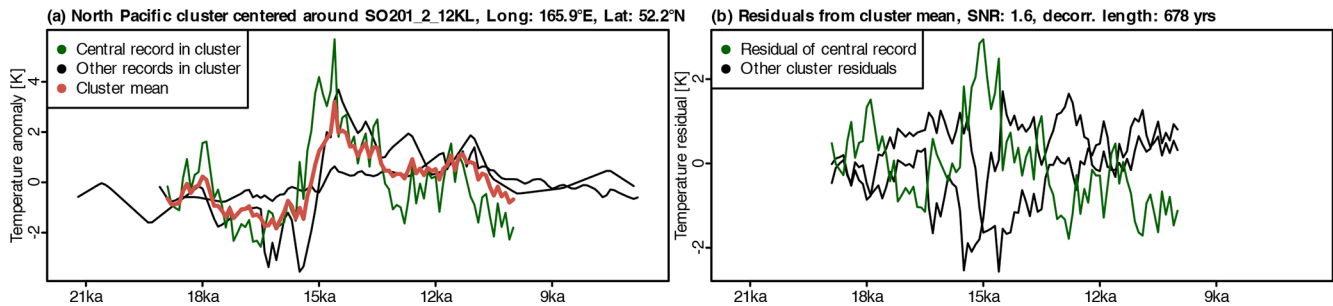 (a) North Pacific cluster centered around SO201_2_12KL, Long: 165.9°E, Lat: 52.2°N
Central record in cluster
Other records in cluster
Cluster mean
Temperature anomaly [K]
4
2
0
-2
21ka 18ka 15ka 12ka 9ka
(b) Residuals from cluster mean, SNR: 1.6, decorr. length: 678 yrs
Residual of central record
Other cluster residuals
Temperature residual [K]
2
0
-2
21ka 18ka 15ka 12ka 9ka